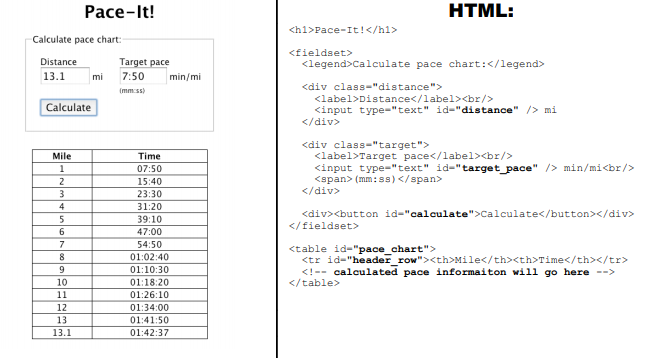 Pace-It!
Calculate pace chart:
Distance Target pace
13.1 mi 7:50 min/mi
(mm:ss)
Calculate
Mile Time
1 07:50
2 15:40
3 23:30
4 31:20
5 39:10
6 47:00
7 54:50
8 01:02:40
9 01:10:30
10 01:18:20
11 01:26:10
12 01:34:00
13 01:41:50
13.1 01:42:37
HTML:
<h1>Pace-It!</h1>
<fieldset>
<legend>Calculate pace chart:</legend>
<div class="distance">
<label>Distance</label><br/>
<input type="text" id="distance" /> mi
</div>
<div class="target">
<label>Target pace</label><br/>
<input type="text" id="target_pace" /> min/mi<br/>
<span>(mm:ss)</span>
</div>
<div><button id="calculate">Calculate</button></div>
</fieldset>
<table id="pace_chart">
<tr id="header_row"><th>Mile</th><th>Time</th></tr>
<!-- calculated pace informaiton will go here -->
</table>